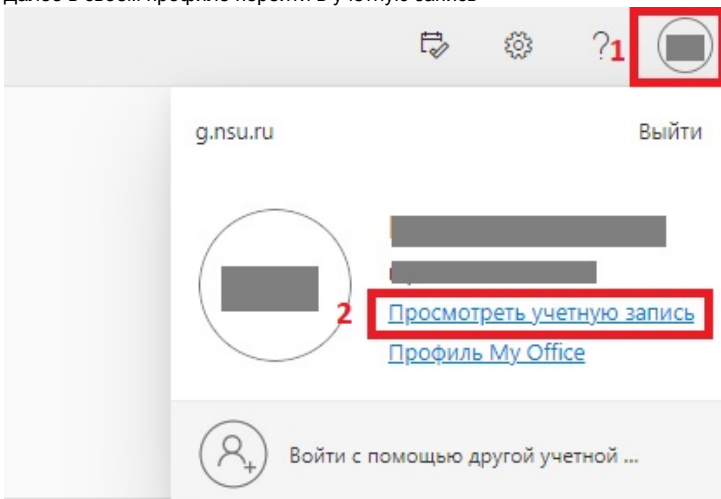 Далее в своем профиле перейти в учетную запись
?1
g.nsu.ru
Выйти
2
Просмотреть учетную запись
Профиль My Office
Войти с помощью другой учетной ...